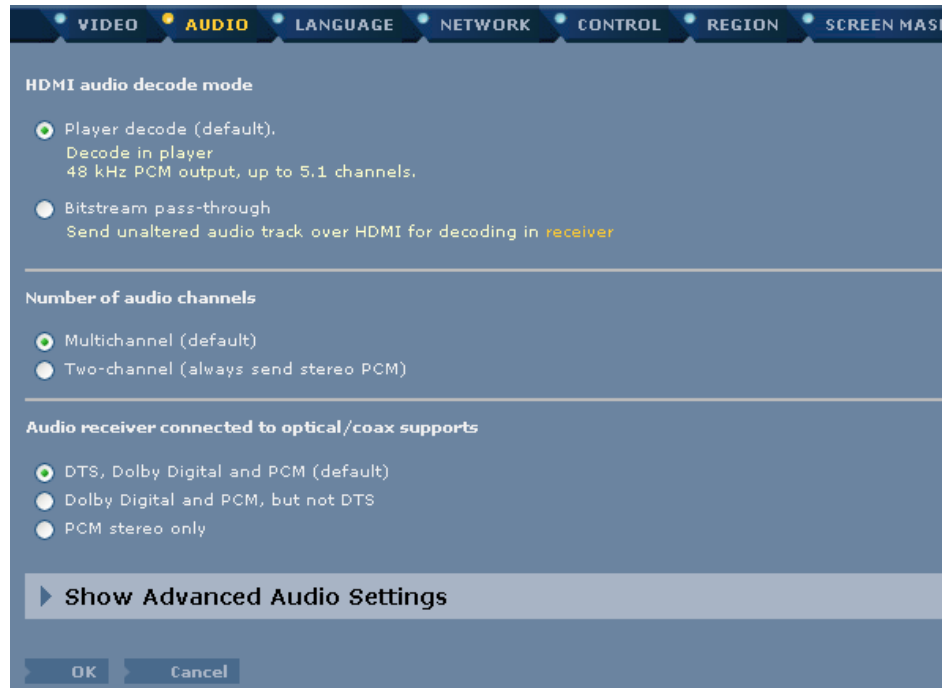 VIDEO AUDIO LANGUAGE NETWORK CONTROL REGION SCREEN MAS
HDMI audio decode mode
Player decode (default).
Decode in player
48 kHz PCM output, up to 5.1 channels.
Bitstream pass-through
Send unaltered audio track over HDMI for decoding in receiver
Number of audio channels
Multichannel (default)
Two-channel (always send stereo PCM)
Audio receiver connected to optical/coax supports
DTS, Dolby Digital and PCM (default)
Dolby Digital and PCM, but not DTS
PCM stereo only
Show Advanced Audio Settings
OK Cancel